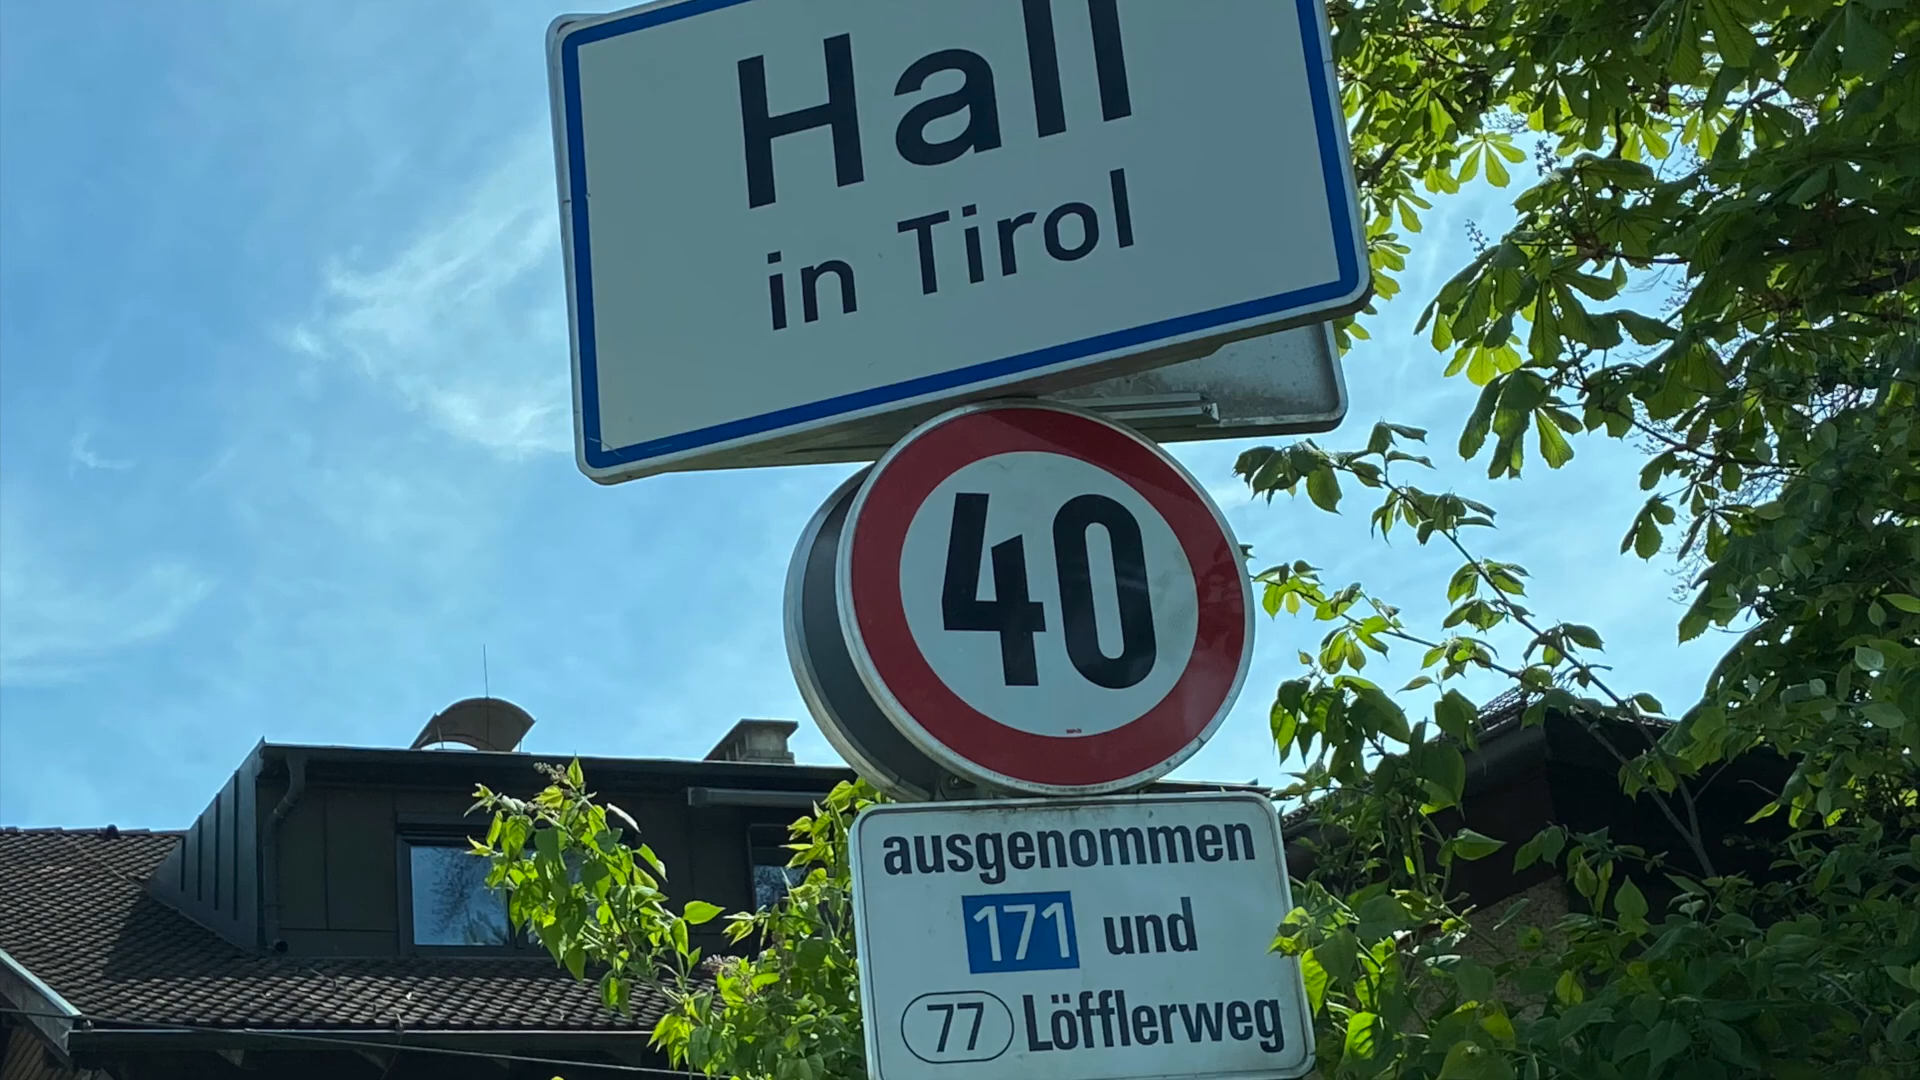 Hall
in Tirol
40
ausgenommen
171 und
77 Löfflerweg